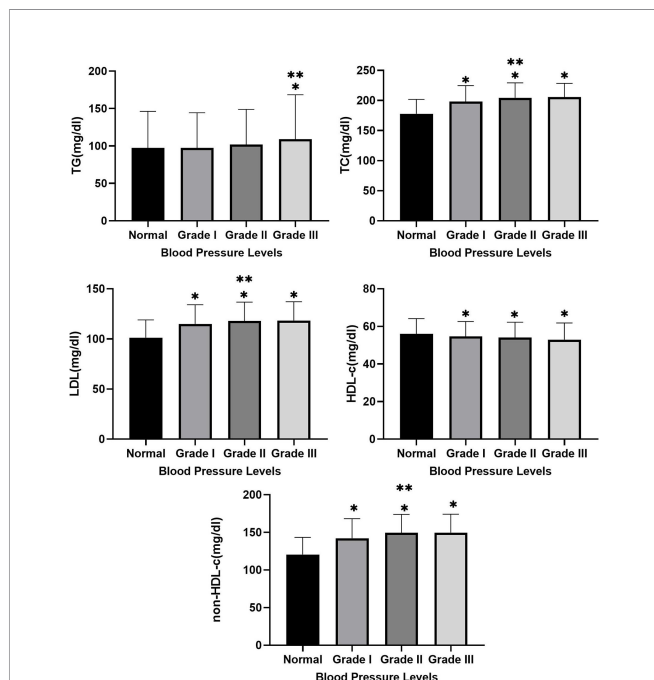 TG(mg/dl)
200
150
100
50
0
**
*
Normal Grade I Grade II Grade III
Blood Pressure Levels
TC(mg/dl)
250
200
150
100
50
0
*
**
*
*
Normal Grade I Grade II Grade III
Blood Pressure Levels
LDL(mg/dl)
150
100
50
0
*
**
*
*
Normal Grade I Grade II Grade III
Blood Pressure Levels
HDL-c(mg/dl)
80
60
40
20
0
* * *
Normal Grade I Grade II Grade III
Blood Pressure Levels
non-HDL-c(mg/dl)
200
150
100
50
0
*
**
*
*
Normal Grade I Grade II Grade III
Blood Pressure Levels